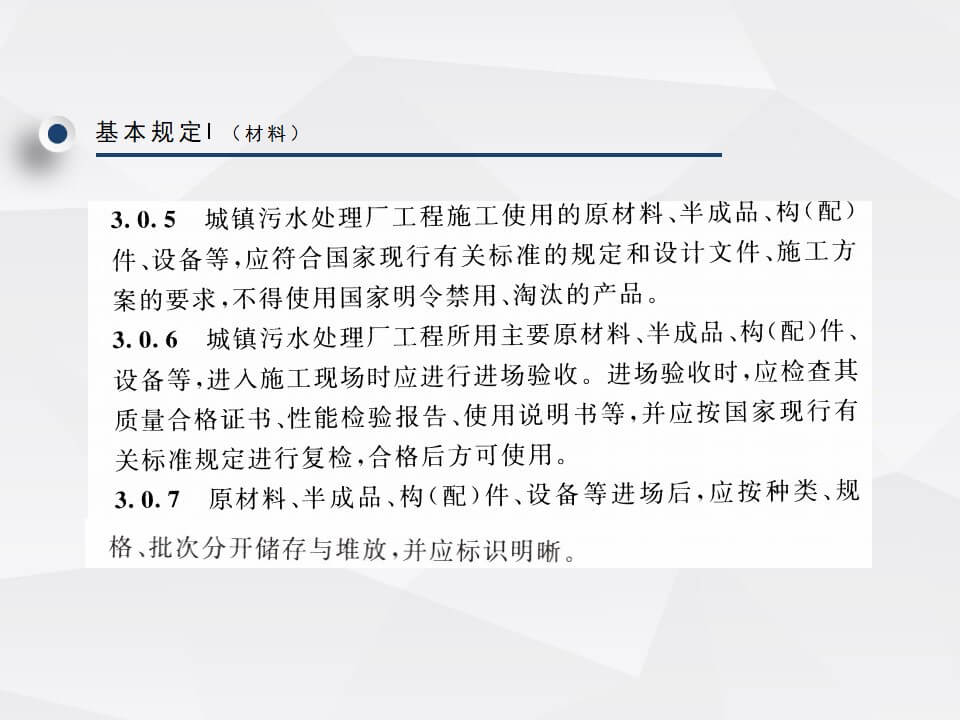 基本规定I （材料）
3.0.5 城镇污水处理厂工程施工使用的原材料、半成品、构(配)
件、设备等,应符合国家现行有关标准的规定和设计文件、施工方
案的要求,不得使用国家明令禁用、淘汰的产品。
3.0.6 城镇污水处理厂工程所用主要原材料、半成品、构(配)件、
设备等,进入施工现场时应进行进场验收。进场验收时,应检查其
质量合格证书、性能检验报告、使用说明书等,并应按国家现行有
关标准规定进行复检,合格后方可使用。
3.0.7 原材料、半成品、构(配)件、设备等进场后,应按种类、规
格、批次分开储存与堆放,并应标识明晰。